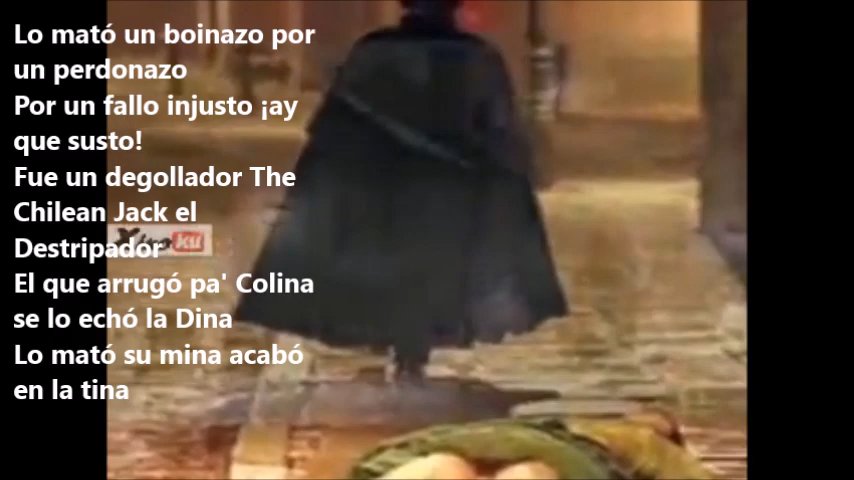 Lo mató un boinazo por
un perdonazo
Por un fallo injusto ¡ay
que susto!
Fue un degollador The
Chilean Jack el
Destripador
El que arrugó pa' Colina
se lo echó la Dina
Lo mató su mina acabó
en la tina